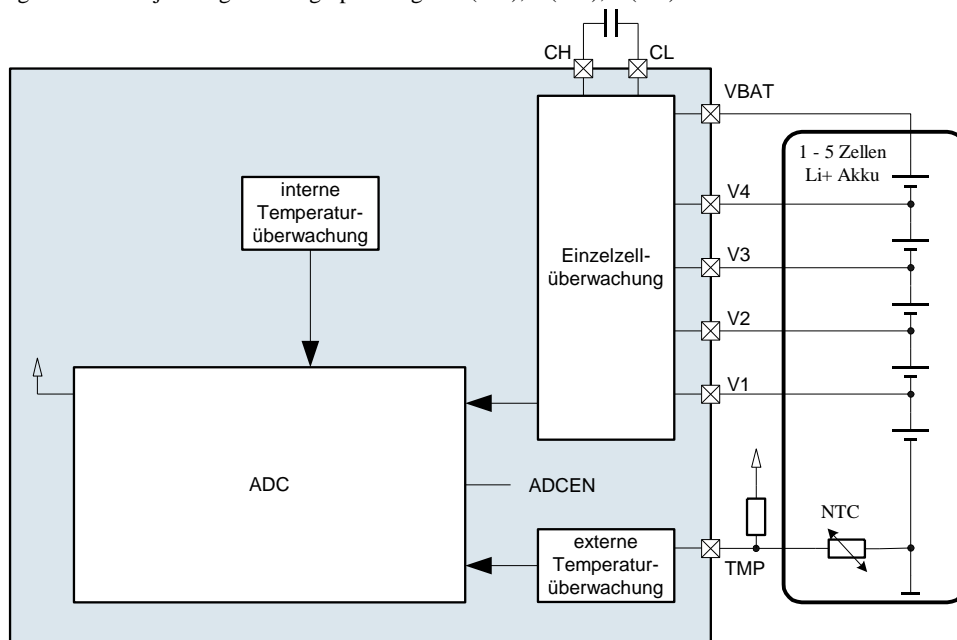 CH
CL
VBAT
1 - 5 Zellen
Li+ Akku
interne
Temperatur-
überwachung
V4
Einzelzell-
überwachung
V3
V2
V1
ADC
ADCEN
NTC
externe
Temperatur-
überwachung
TMP